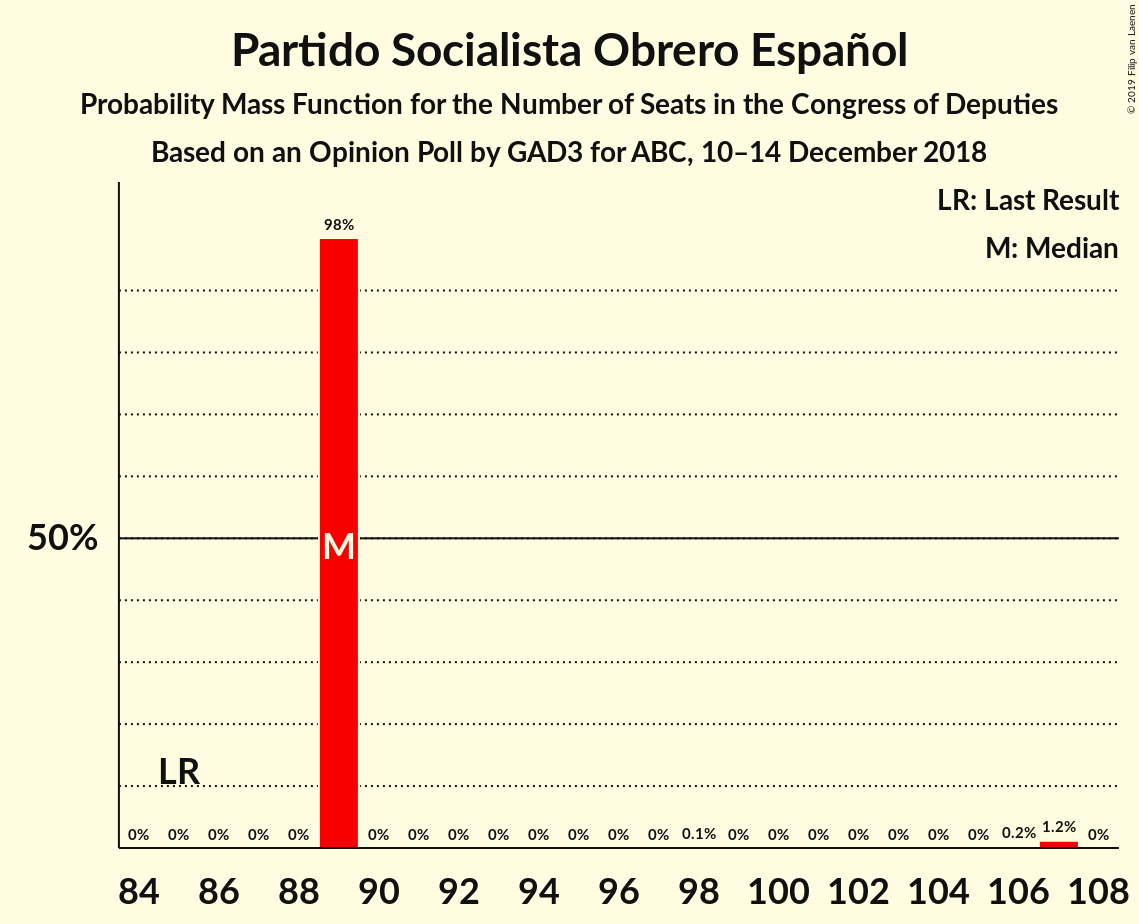 Partido Socialista Obrero Español
Probability Mass Function for the Number of Seats in the Congress of Deputies
Based on an Opinion Poll by GAD3 for ABC, 10–14 December 2018
© 2019 Filip van Laenen
LR: Last Result
M: Median
98%
50%
M
LR
0% 0% 0% 0% 0% 0% 0% 0% 0% 0% 0% 0% 0% 0.1% 0% 0% 0% 0% 0% 0% 0% 0.2% 1.2% 0%
84 86 88 90 92 94 96 98 100 102 104 106 108